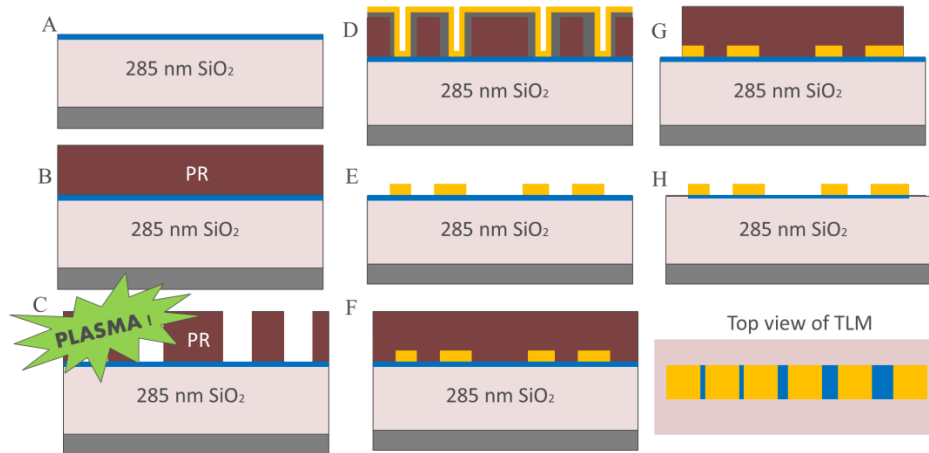 A
285 nm SiO₂
B
PR
285 nm SiO₂
C
PLASMA !
PR
285 nm SiO₂
D
285 nm SiO₂
E
285 nm SiO₂
F
285 nm SiO₂
G
285 nm SiO₂
H
285 nm SiO₂
Top view of TLM